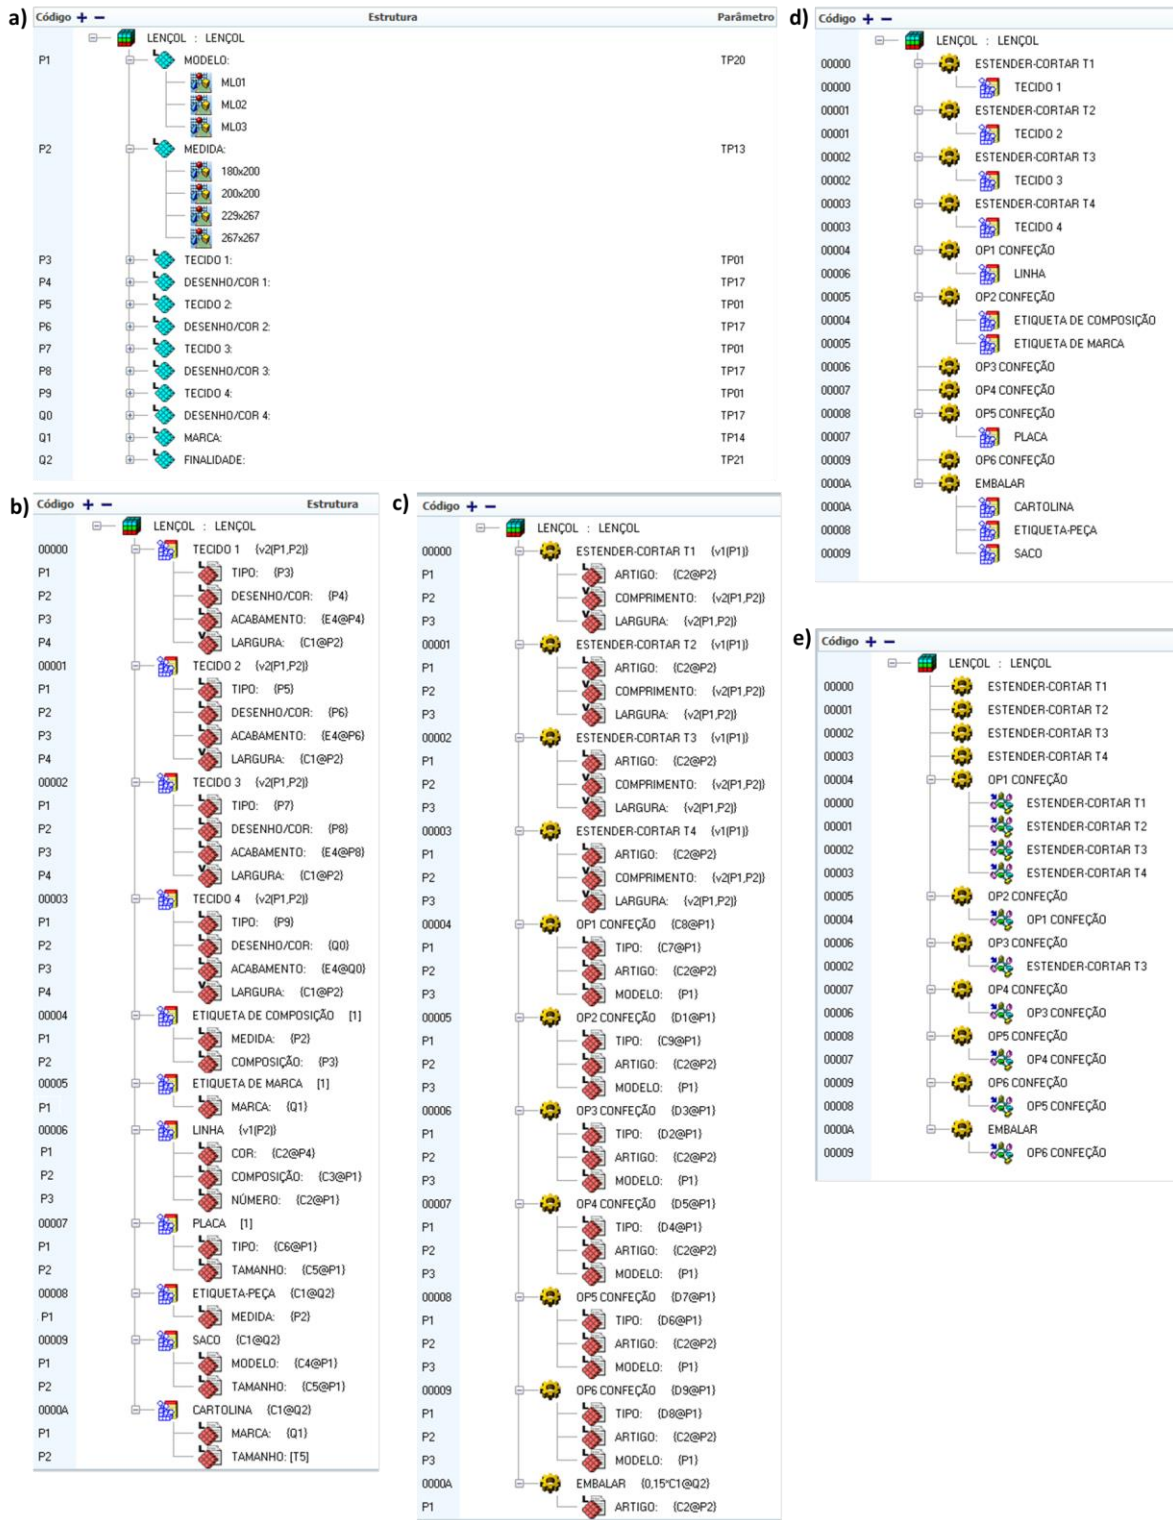 a) Código + − Estrutura Parâmetro
LENÇOL : LENÇOL
P1 MODELO: TP20
ML01
ML02
ML03
P2 MEDIDA: TP13
180x200
200x200
229x267
267x267
P3 TECIDO 1: TP01
P4 DESENHO/COR 1: TP17
P5 TECIDO 2: TP01
P6 DESENHO/COR 2: TP17
P7 TECIDO 3: TP01
P8 DESENHO/COR 3: TP17
P9 TECIDO 4: TP01
Q0 DESENHO/COR 4: TP17
Q1 MARCA: TP14
Q2 FINALIDADE: TP21
b) Código + − Estrutura
LENÇOL : LENÇOL
00000 TECIDO 1 {v2(P1,P2)}
P1 TIPO: {P3}
P2 DESENHO/COR: {P4}
P3 ACABAMENTO: {E4@P4}
P4 LARGURA: {C1@P2}
00001 TECIDO 2 {v2(P1,P2)}
P1 TIPO: {P5}
P2 DESENHO/COR: {P6}
P3 ACABAMENTO: {E4@P6}
P4 LARGURA: {C1@P2}
00002 TECIDO 3 {v2(P1,P2)}
P1 TIPO: {P7}
P2 DESENHO/COR: {P8}
P3 ACABAMENTO: {E4@P8}
P4 LARGURA: {C1@P2}
00003 TECIDO 4 {v2(P1,P2)}
P1 TIPO: {P9}
P2 DESENHO/COR: {Q0}
P3 ACABAMENTO: {E4@Q0}
P4 LARGURA: {C1@P2}
00004 ETIQUETA DE COMPOSIÇÃO [1]
P1 MEDIDA: {P2}
P2 COMPOSIÇÃO: {P3}
00005 ETIQUETA DE MARCA [1]
P1 MARCA: {Q1}
00006 LINHA {v1(P2)}
P1 COR: {C2@P4}
P2 COMPOSIÇÃO: {C3@P1}
P3 NÚMERO: {C2@P1}
00007 PLACA [1]
P1 TIPO: {C6@P1}
P2 TAMANHO: {C5@P1}
00008 ETIQUETA-PEÇA {C1@Q2}
P1 MEDIDA: {P2}
00009 SACO {C1@Q2}
P1 MODELO: {C4@P1}
P2 TAMANHO: {C5@P1}
0000A CARTOLINA {C1@Q2}
P1 MARCA: {Q1}
P2 TAMANHO: [T5]
c) Código + −
LENÇOL : LENÇOL
00000 ESTENDER-CORTAR T1 {v1(P1)}
P1 ARTIGO: {C2@P2}
P2 COMPRIMENTO: {v2(P1,P2)}
P3 LARGURA: {v2(P1,P2)}
00001 ESTENDER-CORTAR T2 {v1(P1)}
P1 ARTIGO: {C2@P2}
P2 COMPRIMENTO: {v2(P1,P2)}
P3 LARGURA: {v2(P1,P2)}
00002 ESTENDER-CORTAR T3 {v1(P1)}
P1 ARTIGO: {C2@P2}
P2 COMPRIMENTO: {v2(P1,P2)}
P3 LARGURA: {v2(P1,P2)}
00003 ESTENDER-CORTAR T4 {v1(P1)}
P1 ARTIGO: {C2@P2}
P2 COMPRIMENTO: {v2(P1,P2)}
P3 LARGURA: {v2(P1,P2)}
00004 OP1 CONFEÇÃO {C8@P1}
P1 TIPO: {C7@P1}
P2 ARTIGO: {C2@P2}
P3 MODELO: {P1}
00005 OP2 CONFEÇÃO {D1@P1}
P1 TIPO: {C9@P1}
P2 ARTIGO: {C2@P2}
P3 MODELO: {P1}
00006 OP3 CONFEÇÃO {D3@P1}
P1 TIPO: {D2@P1}
P2 ARTIGO: {C2@P2}
P3 MODELO: {P1}
00007 OP4 CONFEÇÃO {D5@P1}
P1 TIPO: {D4@P1}
P2 ARTIGO: {C2@P2}
P3 MODELO: {P1}
00008 OP5 CONFEÇÃO {D7@P1}
P1 TIPO: {D6@P1}
P2 ARTIGO: {C2@P2}
P3 MODELO: {P1}
00009 OP6 CONFEÇÃO {D9@P1}
P1 TIPO: {D8@P1}
P2 ARTIGO: {C2@P2}
P3 MODELO: {P1}
0000A EMBALAR {0,15*C1@Q2}
P1 ARTIGO: {C2@P2}
d) Código + −
LENÇOL : LENÇOL
00000 ESTENDER-CORTAR T1
00000 TECIDO 1
00001 ESTENDER-CORTAR T2
00001 TECIDO 2
00002 ESTENDER-CORTAR T3
00002 TECIDO 3
00003 ESTENDER-CORTAR T4
00003 TECIDO 4
00004 OP1 CONFEÇÃO
00006 LINHA
00005 OP2 CONFEÇÃO
00004 ETIQUETA DE COMPOSIÇÃO
00005 ETIQUETA DE MARCA
00006 OP3 CONFEÇÃO
00007 OP4 CONFEÇÃO
00008 OP5 CONFEÇÃO
00007 PLACA
00009 OP6 CONFEÇÃO
0000A EMBALAR
0000A CARTOLINA
00008 ETIQUETA-PEÇA
00009 SACO
e) Código + −
LENÇOL : LENÇOL
00000 ESTENDER-CORTAR T1
00001 ESTENDER-CORTAR T2
00002 ESTENDER-CORTAR T3
00003 ESTENDER-CORTAR T4
00004 OP1 CONFEÇÃO
00000 ESTENDER-CORTAR T1
00001 ESTENDER-CORTAR T2
00002 ESTENDER-CORTAR T3
00003 ESTENDER-CORTAR T4
00005 OP2 CONFEÇÃO
00004 OP1 CONFEÇÃO
00006 OP3 CONFEÇÃO
00002 ESTENDER-CORTAR T3
00007 OP4 CONFEÇÃO
00006 OP3 CONFEÇÃO
00008 OP5 CONFEÇÃO
00007 OP4 CONFEÇÃO
00009 OP6 CONFEÇÃO
00008 OP5 CONFEÇÃO
0000A EMBALAR
00009 OP6 CONFEÇÃO